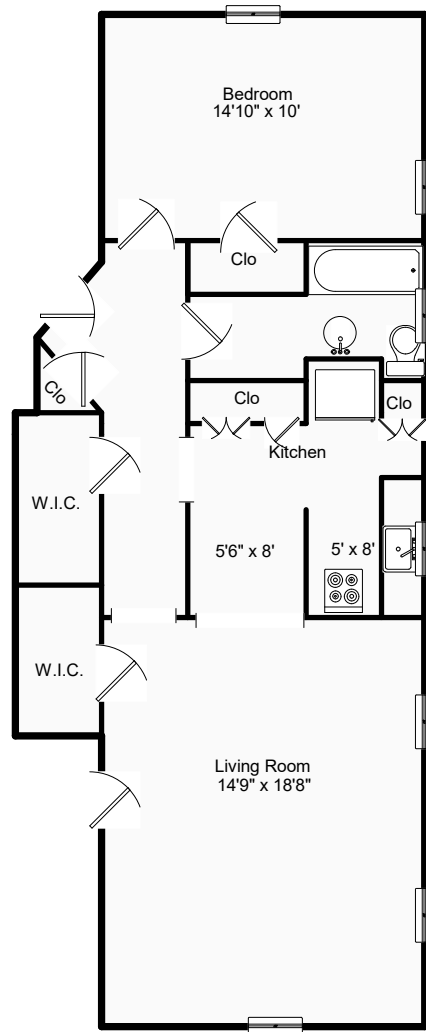 Bedroom
14'10" x 10'
Clo
Clo
Clo
Clo
Kitchen
W.I.C.
5'6" x 8'
5' x 8'
W.I.C.
Living Room
14'9" x 18'8"